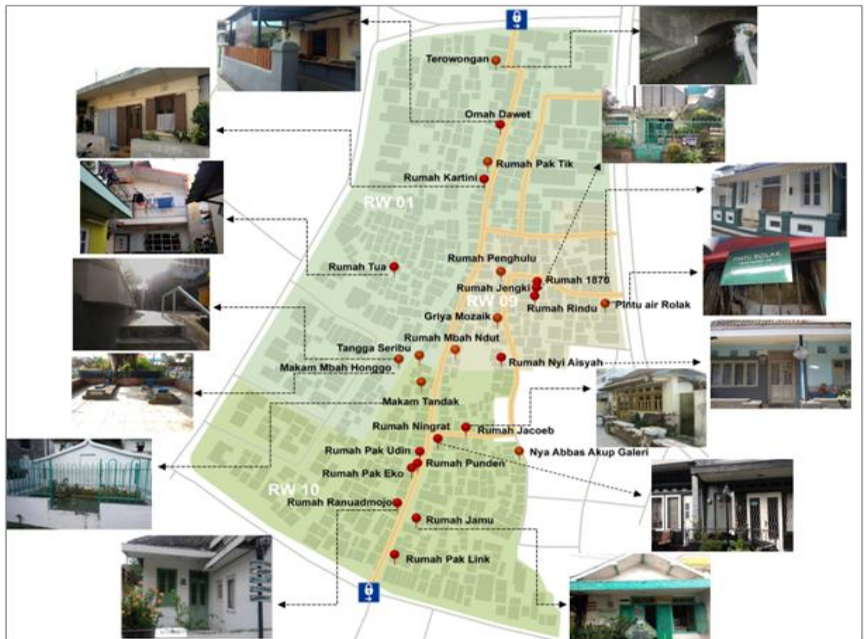 Terowongan
Omah Dawet
Rumah Pak Tik
Rumah Kartini
RW 01
Rumah Penghulu
Rumah Tua
Rumah 1870
Rumah Jengki
RW 09
Rumah Rindu
Pintu air Rolak
PINTU ROLAK
Griya Mozaik
Rumah Mbah Ndut
Tangga Seribu
Rumah Nyi Aisyah
Makam Mbah Honggo
Makam Tandak
Rumah Ningrat
Rumah Jacoeb
Rumah Pak Udin
Nya Abbas Akup Galeri
Rumah Punden
Rumah Pak Eko
RW 10
Rumah Ranuadmojo
Rumah Jamu
Rumah Pak Link